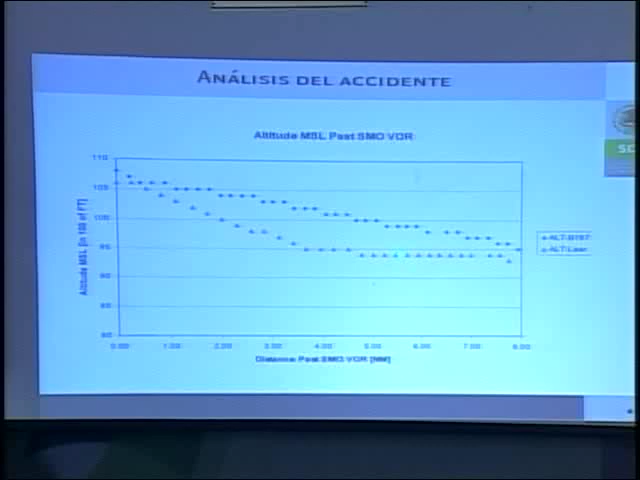 ANÁLISIS DEL ACCIDENTE
Altitude MSL Past SMO VOR
110
105
100
95
90
85
80
Altitude MSL [in 100 of FT]
0.00 1.00 2.00 3.00 4.00 5.00 6.00 7.00 8.00
Distance Past SMO VOR [NM]
ALT-B767
ALT-Lear